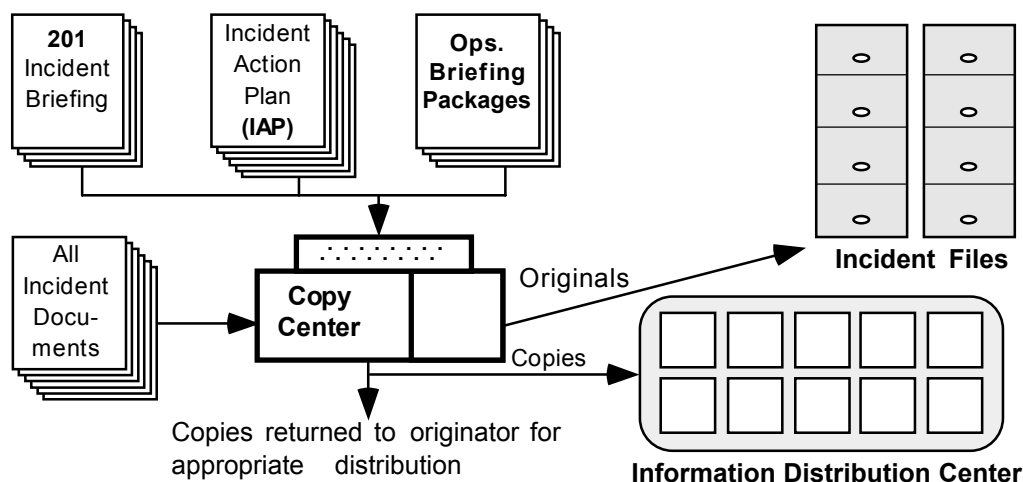 201
Incident
Briefing
Incident
Action
Plan
(IAP)
Ops.
Briefing
Packages
All
Incident
Docu-
ments
Copy
Center
Originals
Incident Files
Copies
Copies returned to originator for
appropriate distribution
Information Distribution Center